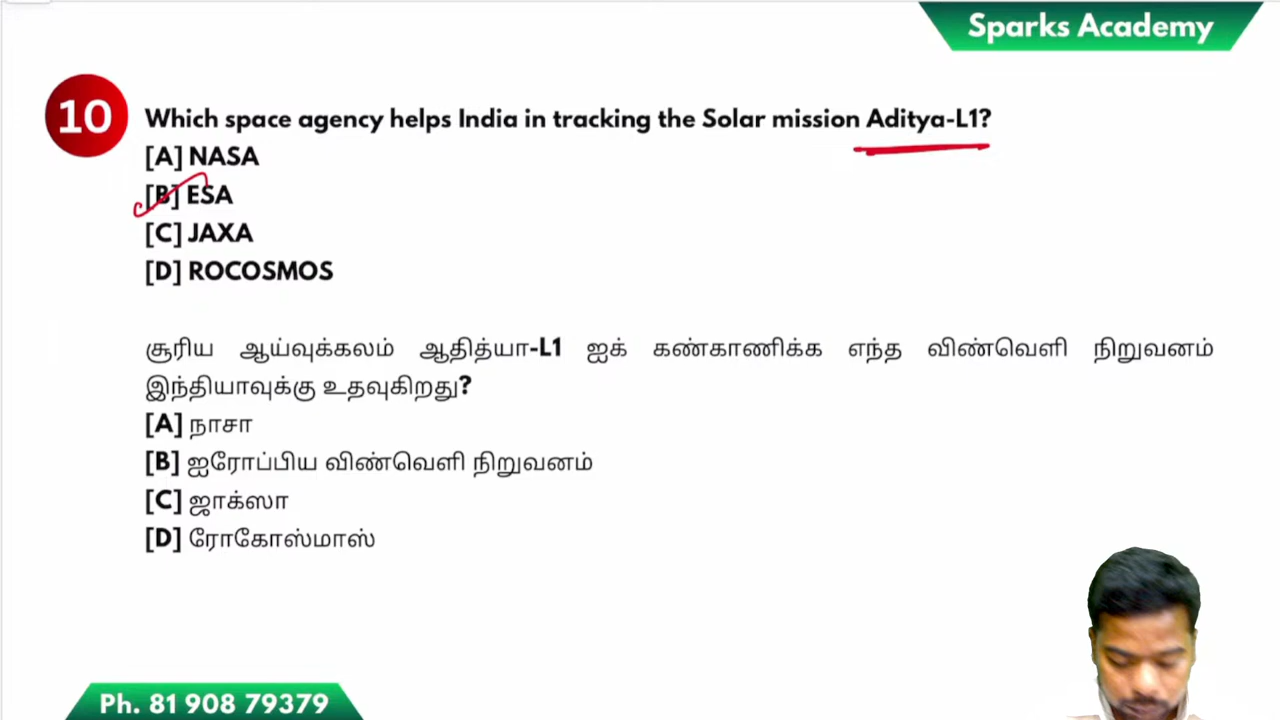 Sparks Academy
10
Which space agency helps India in tracking the Solar mission Aditya-L1?
[A] NASA
[B] ESA
[C] JAXA
[D] ROCOSMOS
சூரிய ஆய்வுக்கலம் ஆதித்யா-L1 ஐக் கண்காணிக்க எந்த விண்வெளி நிறுவனம்
இந்தியாவுக்கு உதவுகிறது?
[A] நாசா
[B] ஐரோப்பிய விண்வெளி நிறுவனம்
[C] ஜாக்ஸா
[D] ரோகோஸ்மாஸ்
Ph. 81 908 79379